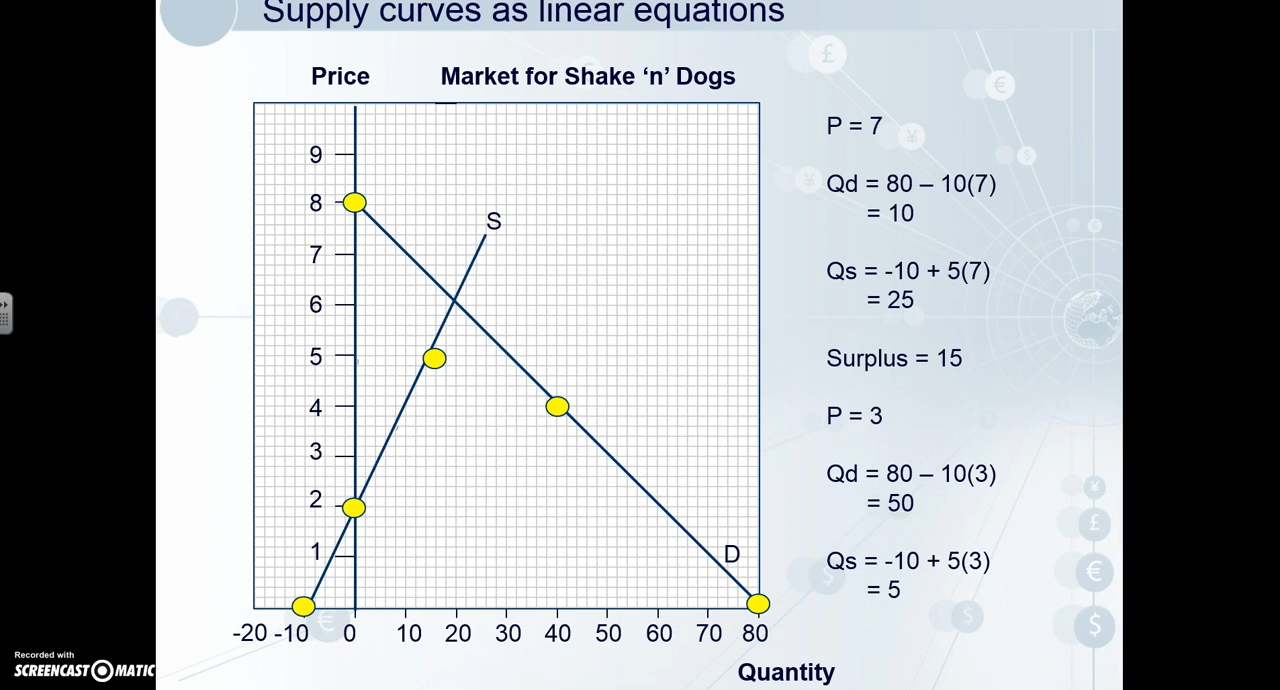 Supply curves as linear equations
Price
Market for Shake ‘n’ Dogs
9
8
7
6
5
4
3
2
1
S
D
-20 -10 0 10 20 30 40 50 60 70 80
Quantity
P = 7
Qd = 80 – 10(7)
= 10
Qs = -10 + 5(7)
= 25
Surplus = 15
P = 3
Qd = 80 – 10(3)
= 50
Qs = -10 + 5(3)
= 5
£
€
¥
$
¥
£
¥
£
€
$
$
$
€
Recorded with
SCREENCAST-O-MATIC